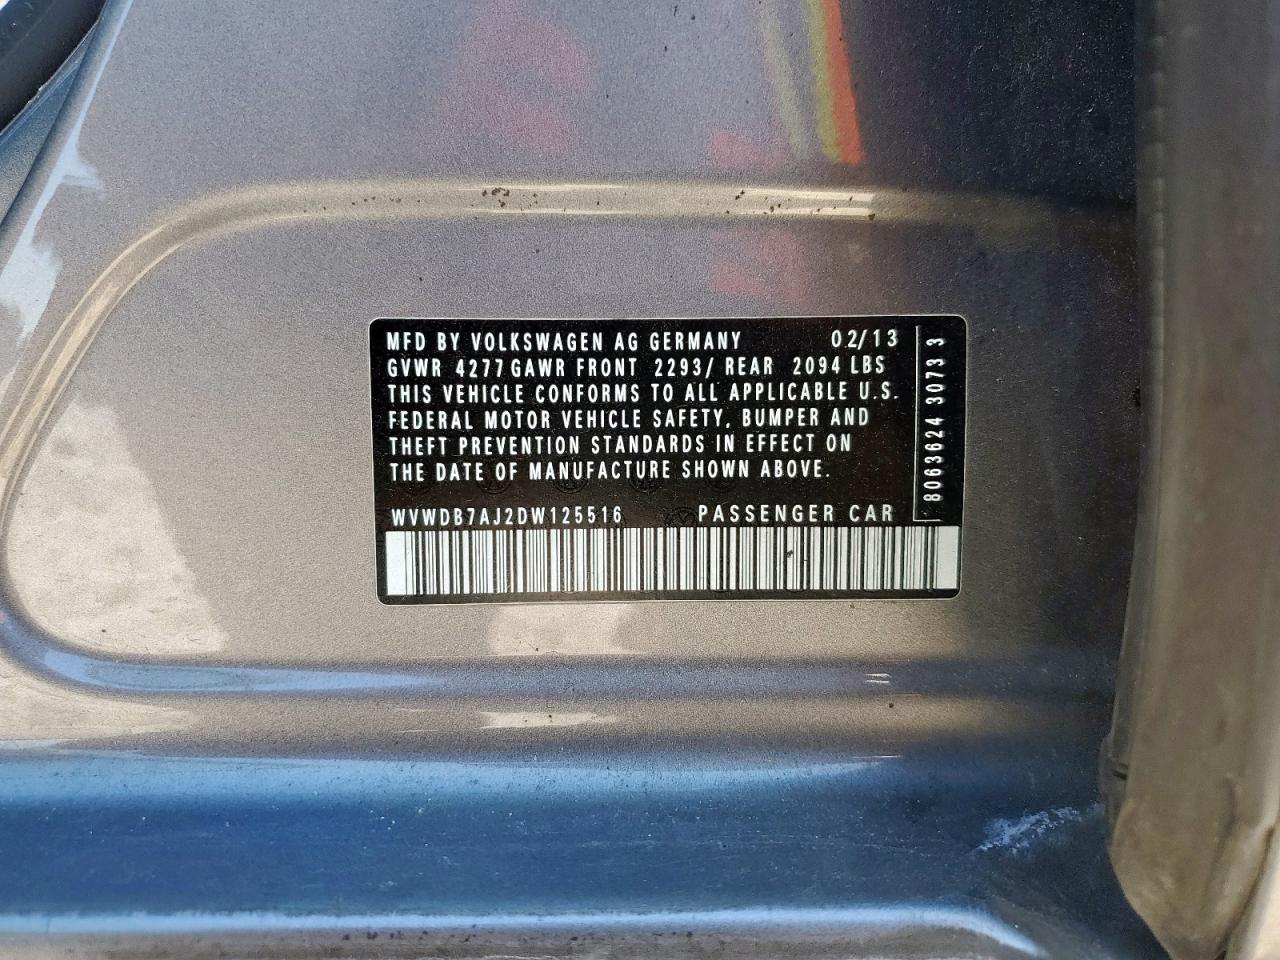 MFD BY VOLKSWAGEN AG GERMANY 02/13
GVWR 4277 GAWR FRONT 2293/ REAR 2094 LBS
THIS VEHICLE CONFORMS TO ALL APPLICABLE U.S.
FEDERAL MOTOR VEHICLE SAFETY, BUMPER AND
THEFT PREVENTION STANDARDS IN EFFECT ON
THE DATE OF MANUFACTURE SHOWN ABOVE.
WVWDB7AJ2DW125516 PASSENGER CAR
8063624 3073 3